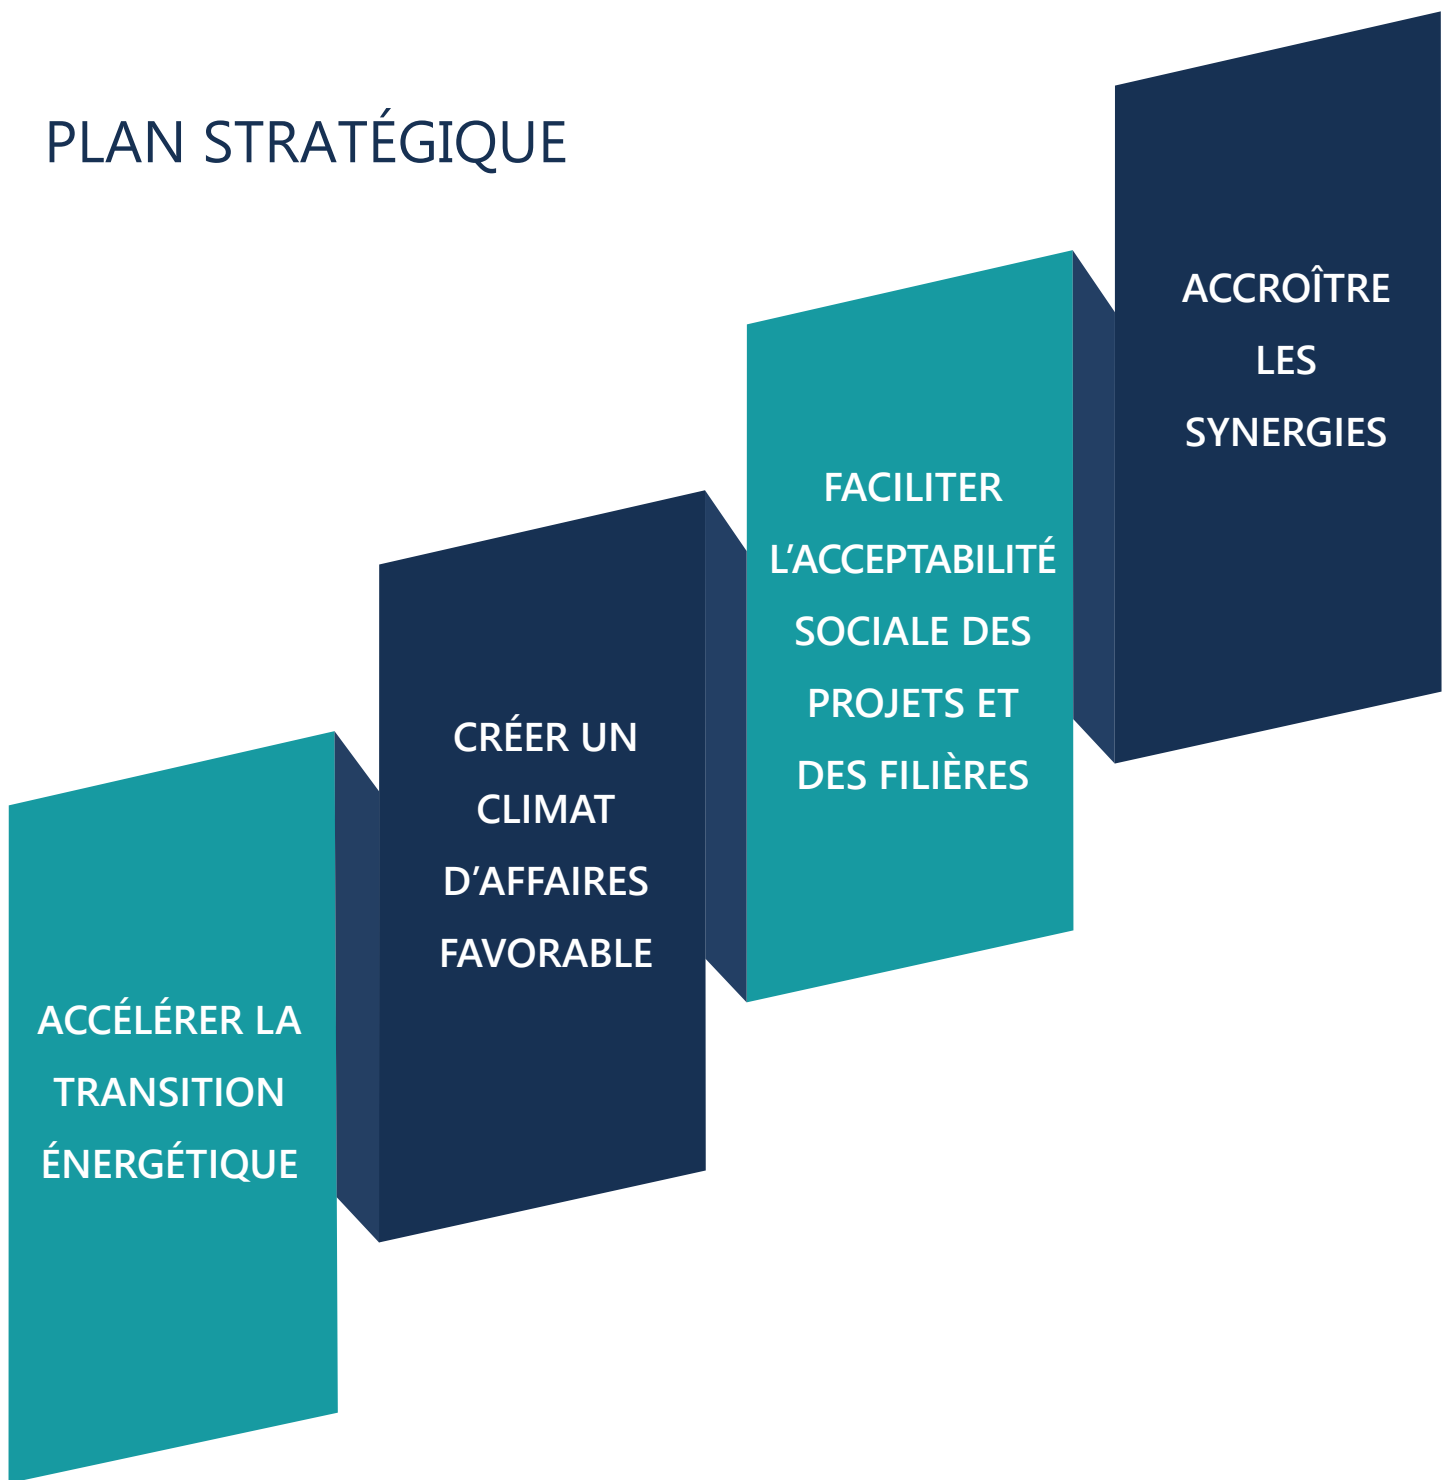 PLAN STRATÉGIQUE
ACCÉLÉRER LA
TRANSITION
ÉNERGÉTIQUE
CRÉER UN
CLIMAT
D’AFFAIRES
FAVORABLE
FACILITER
L’ACCEPTABILITÉ
SOCIALE DES
PROJETS ET
DES FILIÈRES
ACCROÎTRE
LES
SYNERGIES